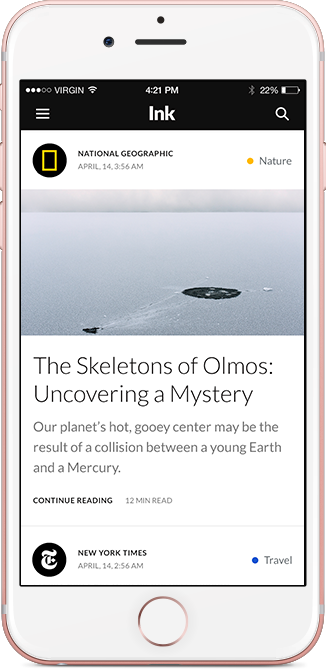 VIRGIN 4:21 PM 22%
Ink
NATIONAL GEOGRAPHIC
APRIL, 14, 3:56 AM
Nature
The Skeletons of Olmos:
Uncovering a Mystery
Our planet's hot, gooey center may be the
result of a collision between a young Earth
and a Mercury.
CONTINUE READING 12 MIN READ
NEW YORK TIMES
APRIL, 14, 2:56 AM
Travel